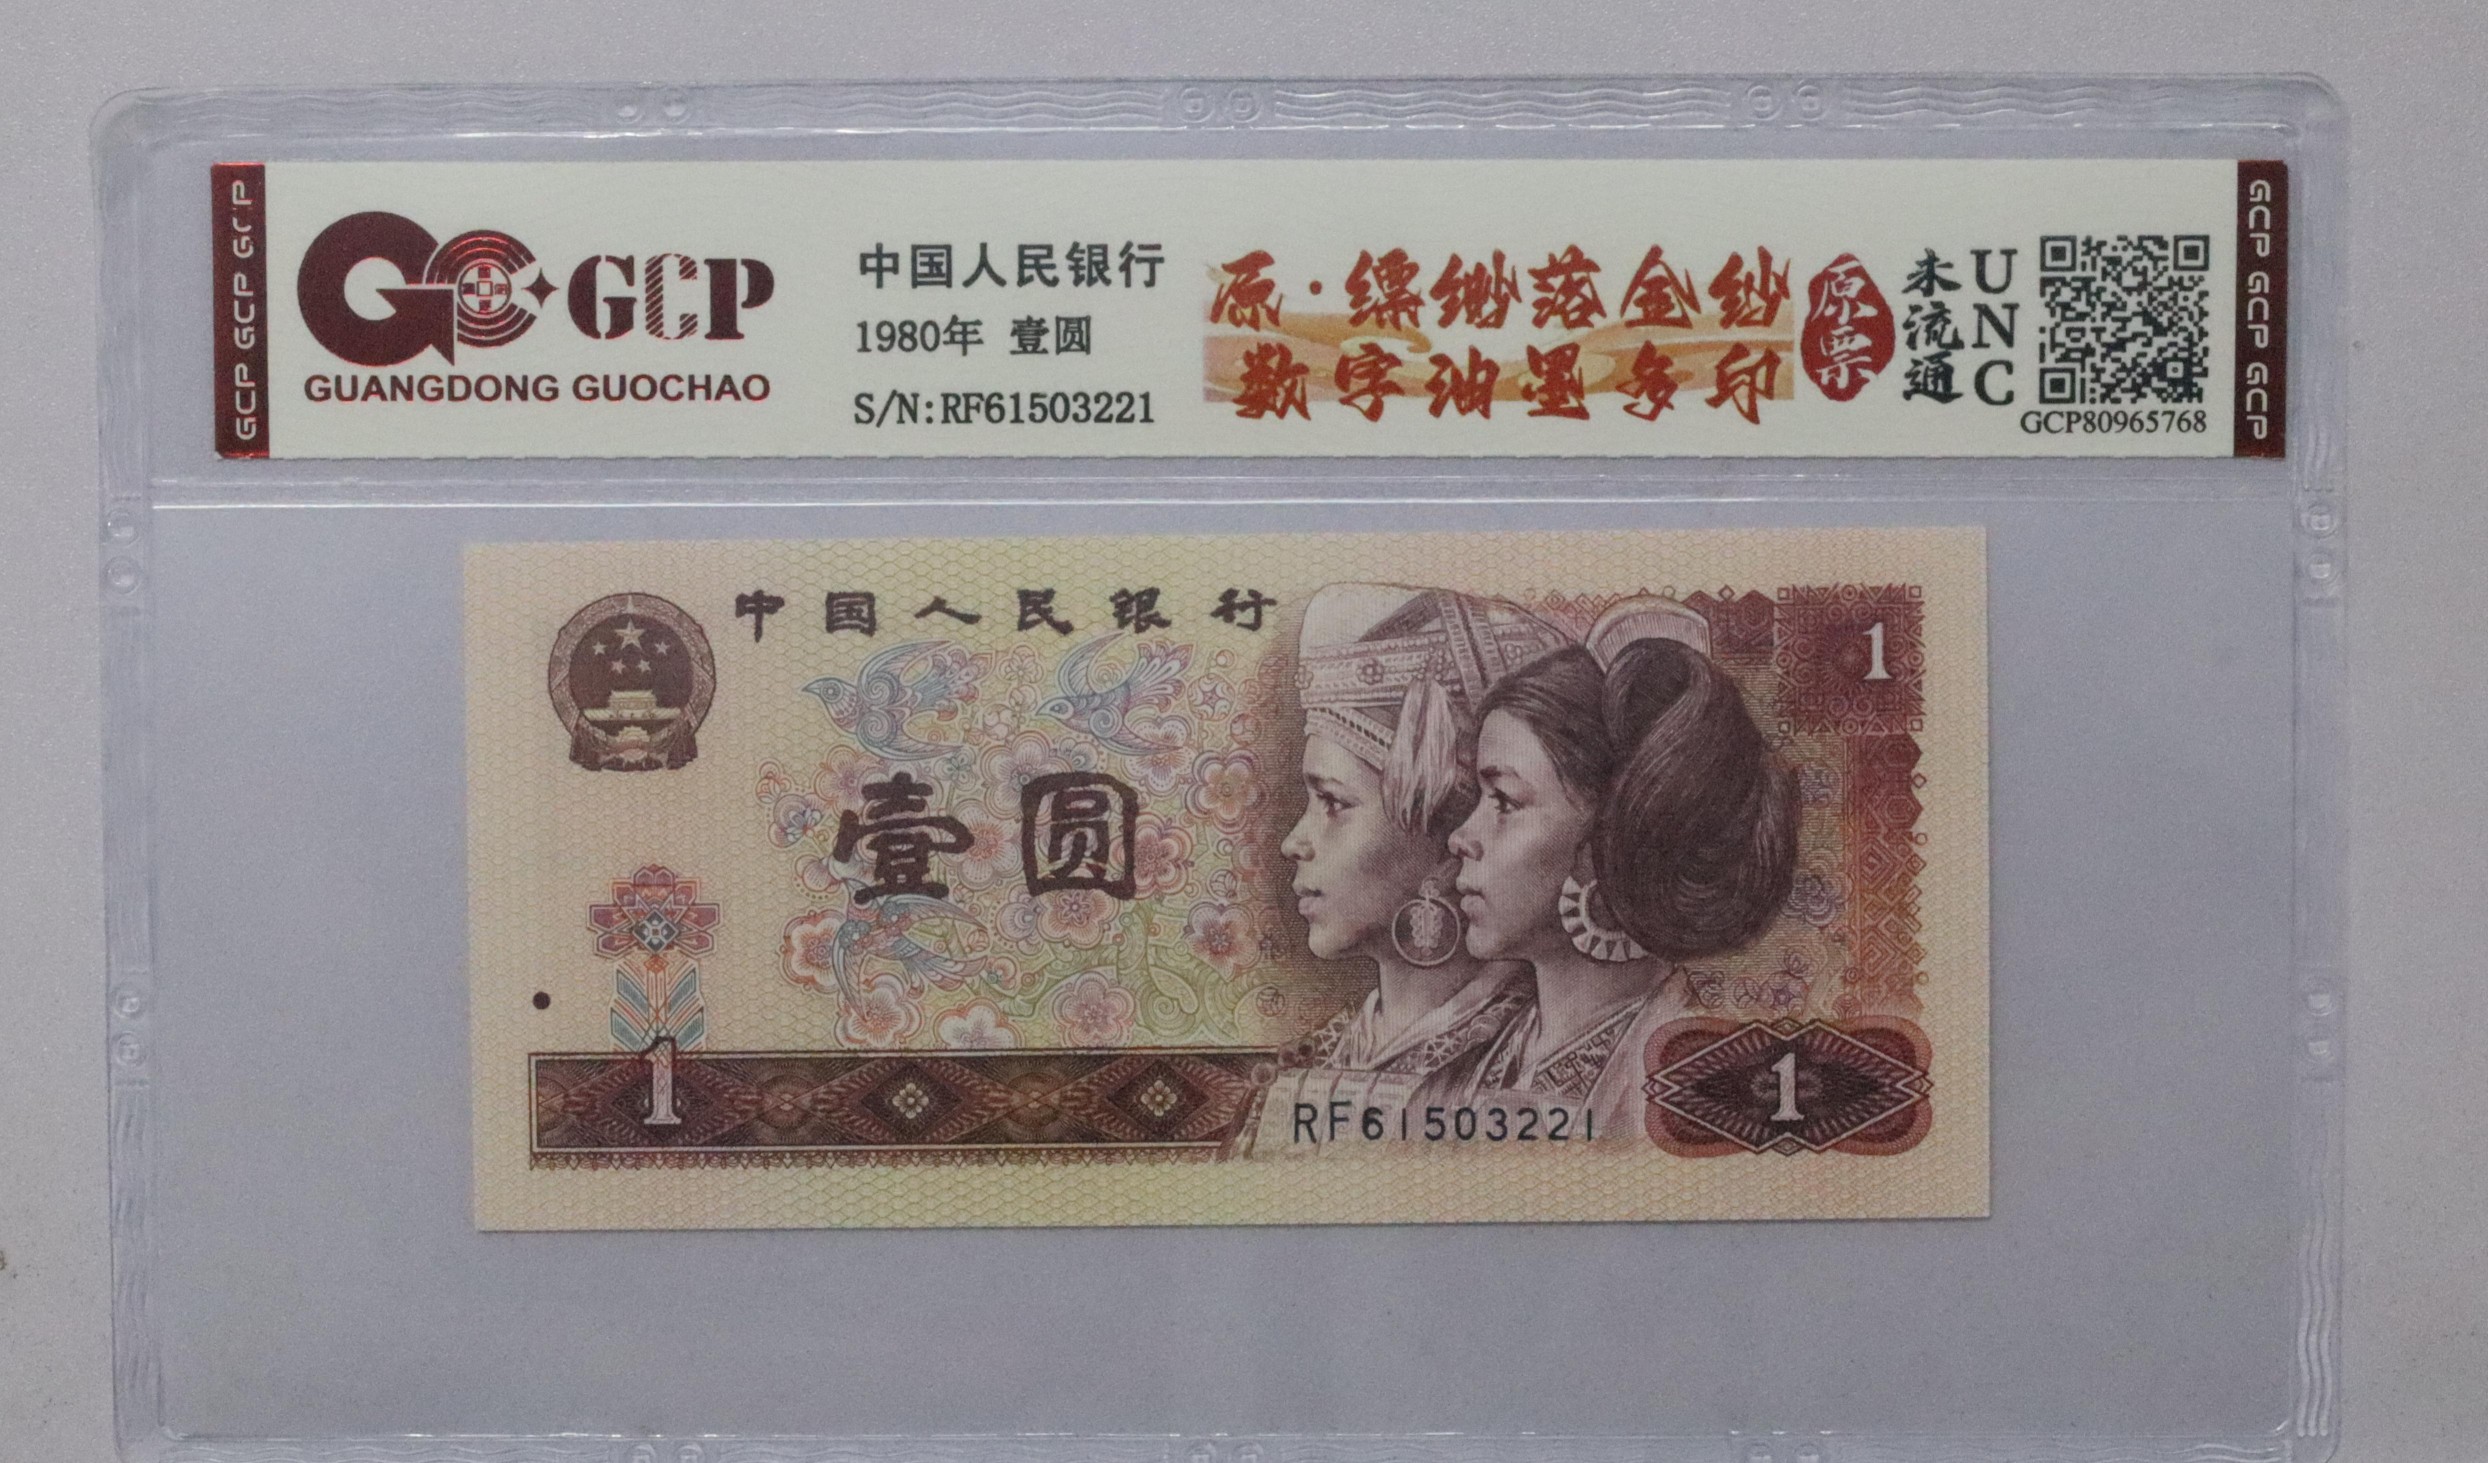 GCP GCP GCP
GCP
GUANGDONG GUOCHAO
中国人民银行
1980年 壹圆
S/N:RF61503221
原·缥缈落金纱
数字油墨多印
原票
未流通
UNC
GCP80965768
GCP GCP GCP
中国人民银行
1
壹圆
1
RF61503221
1